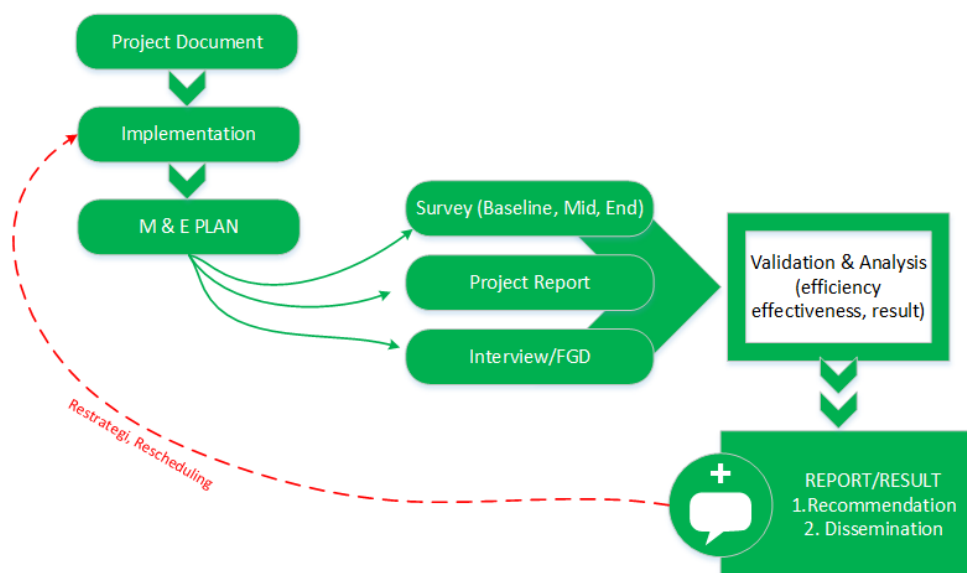 Project Document
Implementation
M & E PLAN
Survey (Baseline, Mid, End)
Project Report
Interview/FGD
Validation & Analysis
(efficiency
effectiveness, result)
REPORT/RESULT
1.Recommendation
2. Dissemination
Restrategi, Rescheduling